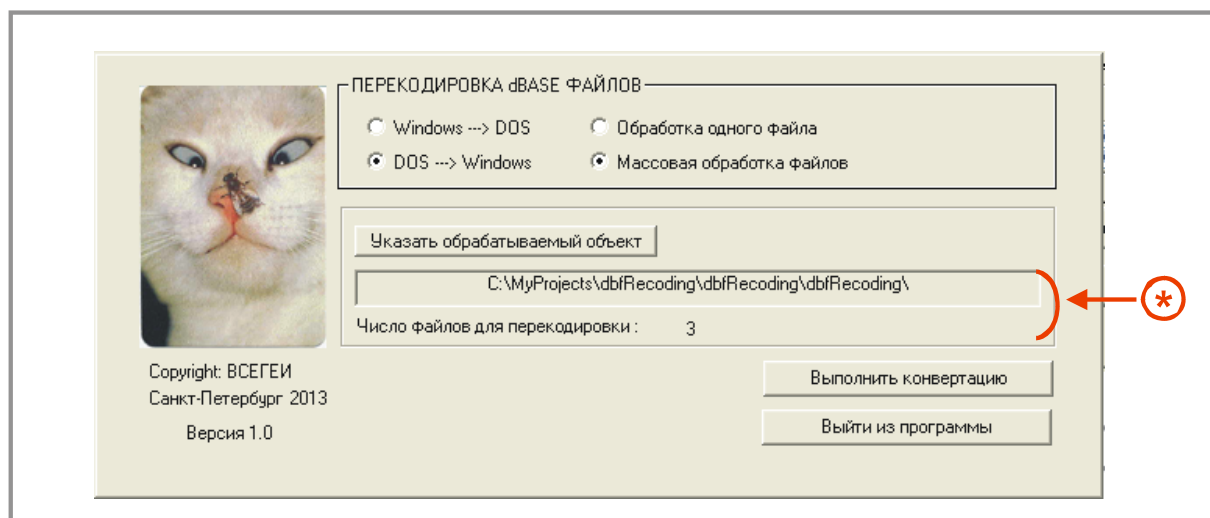 ПЕРЕКОДИРОВКА dBASE ФАЙЛОВ
Windows ---> DOS Обработка одного файла
DOS ---> Windows Массовая обработка файлов
Указать обрабатываемый объект
C:\MyProjects\dbfRecoding\dbfRecoding\dbfRecoding\
Число файлов для перекодировки : 3
*
Copyright: ВСЕГЕИ
Санкт-Петербург 2013
Версия 1.0
Выполнить конвертацию
Выйти из программы